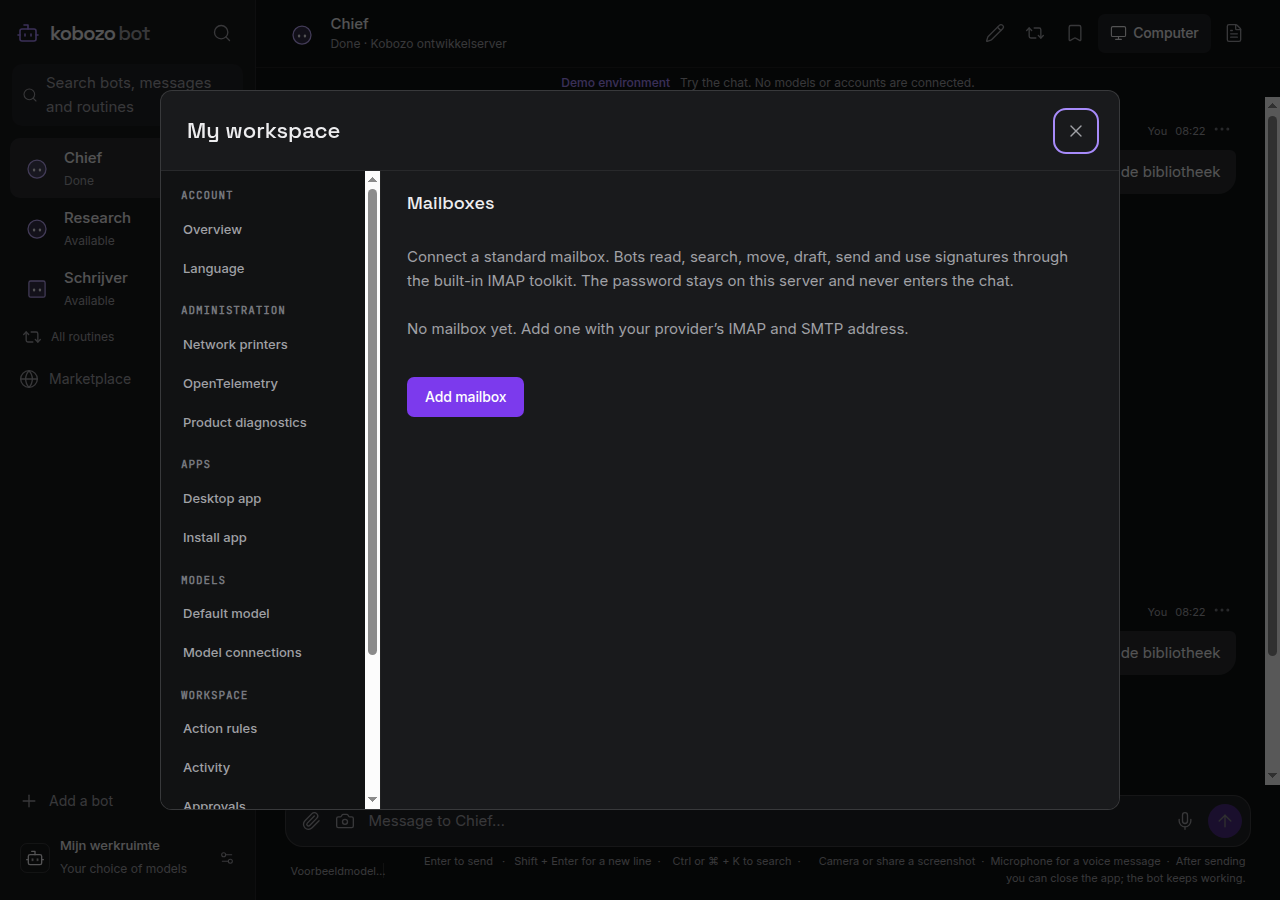 kobozo bot
Search bots, messages
and routines
Chief
Done
Research
Available
Schrijver
Available
All routines
Marketplace
Add a bot
Mijn werkruimte
Your choice of models
Chief
Done · Kobozo ontwikkelserver
Computer
Demo environment Try the chat. No models or accounts are connected.
You 08:22 ···
de bibliotheek
You 08:22 ···
de bibliotheek
My workspace
ACCOUNT
Overview
Language
ADMINISTRATION
Network printers
OpenTelemetry
Product diagnostics
APPS
Desktop app
Install app
MODELS
Default model
Model connections
WORKSPACE
Action rules
Activity
Approvals
Mailboxes
Connect a standard mailbox. Bots read, search, move, draft, send and use signatures through
the built-in IMAP toolkit. The password stays on this server and never enters the chat.
No mailbox yet. Add one with your provider’s IMAP and SMTP address.
Add mailbox
Message to Chief...
Voorbeeldmodel...
Enter to send · Shift + Enter for a new line · Ctrl or ⌘ + K to search · Camera or share a screenshot · Microphone for a voice message · After sending
you can close the app; the bot keeps working.